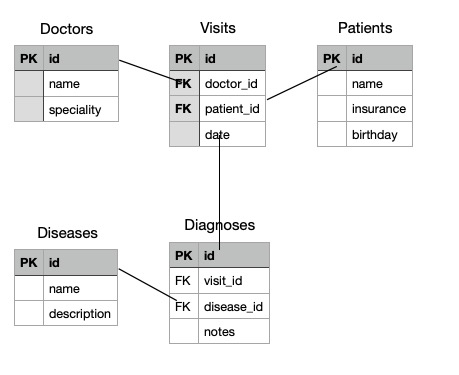 Doctors
PK id
name
speciality
Visits
PK id
FK doctor_id
FK patient_id
date
Patients
PK id
name
insurance
birthday
Diseases
PK id
name
description
Diagnoses
PK id
FK visit_id
FK disease_id
notes